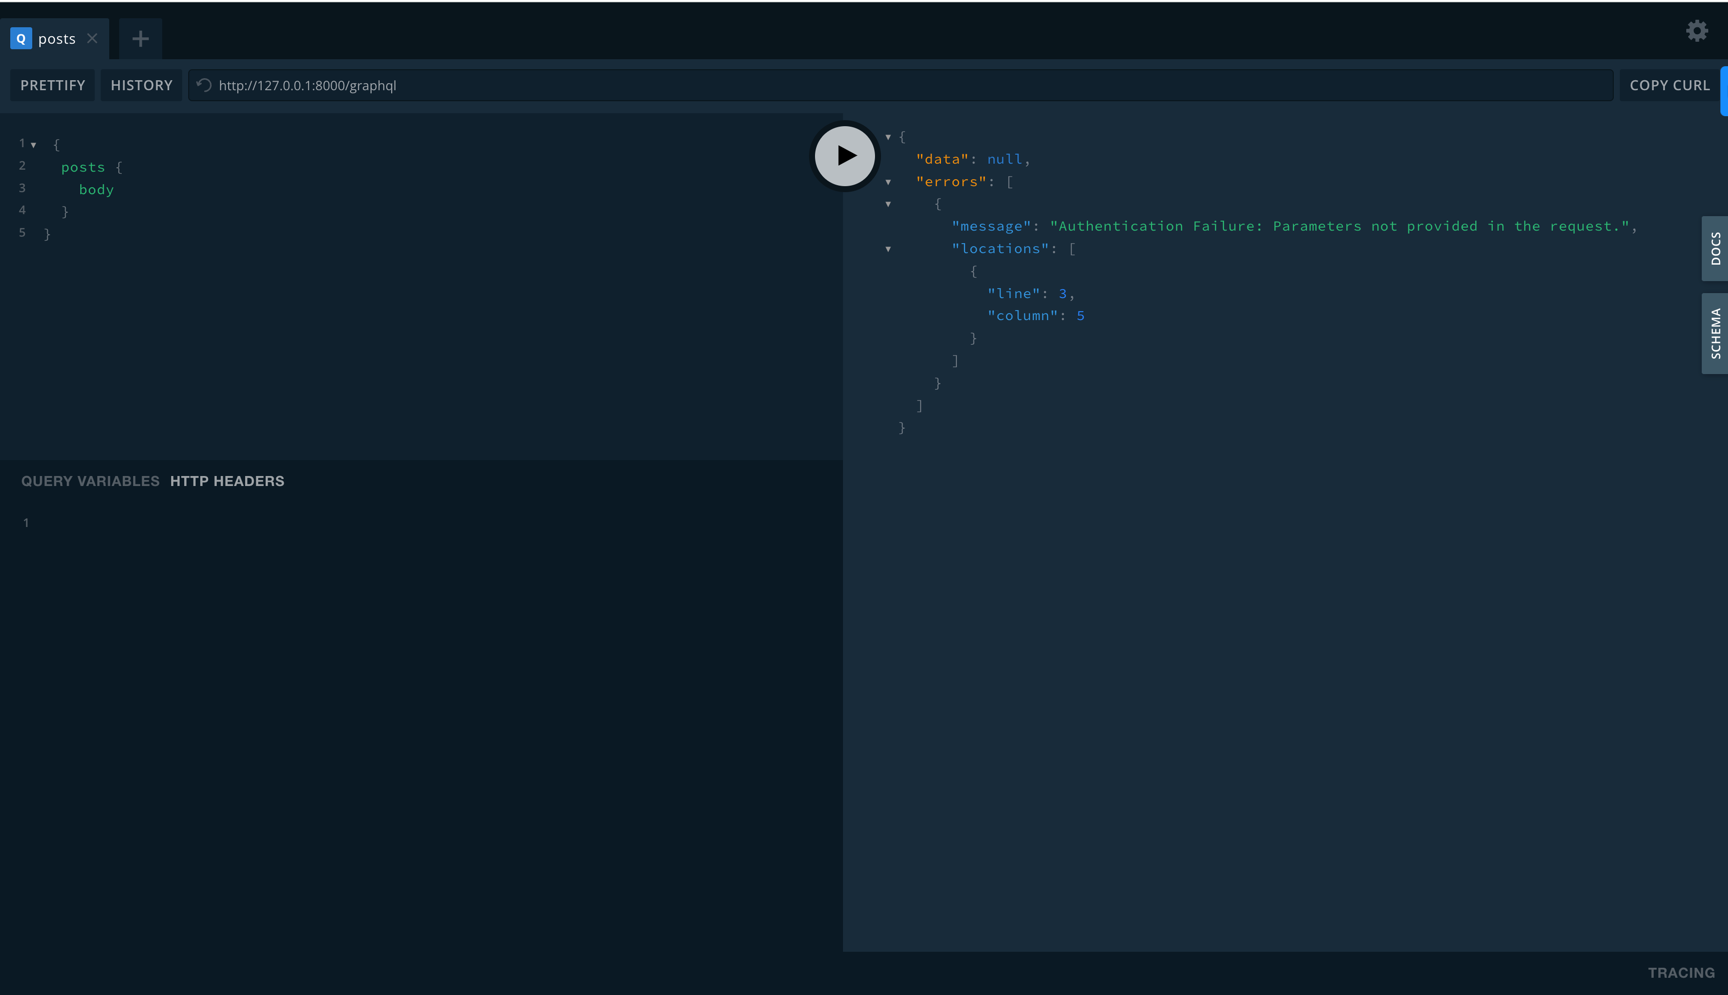 Q posts
PRETTIFY HISTORY http://127.0.0.1:8000/graphql COPY CURL
1 {
2 posts {
3 body
4 }
5 }
{
"data": null,
"errors": [
{
"message": "Authentication Failure: Parameters not provided in the request.",
"locations": [
{
"line": 3,
"column": 5
}
]
}
]
}
DOCS
SCHEMA
QUERY VARIABLES HTTP HEADERS
1
TRACING